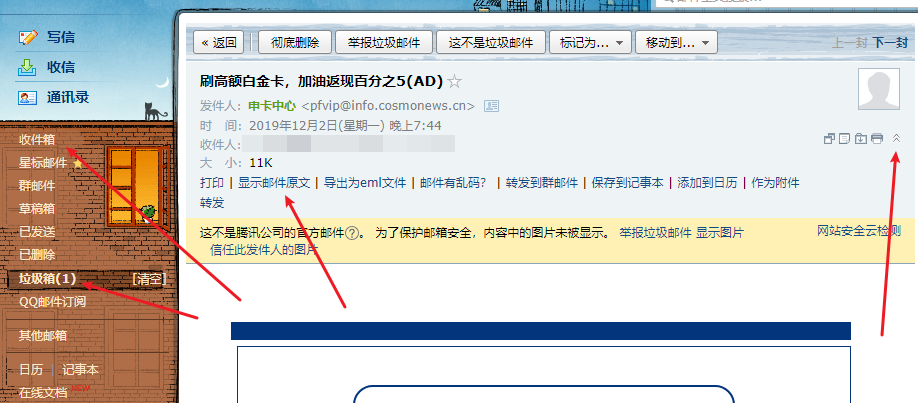 写信
收信
通讯录
收件箱
星标邮件
群邮件
草稿箱
已发送
已删除
垃圾箱(1) [清空]
QQ邮件订阅
其他邮箱
日历 | 记事本
在线文档
« 返回 彻底删除 举报垃圾邮件 这不是垃圾邮件 标记为... 移动到... 上一封 下一封
刷高额白金卡，加油返现百分之5(AD)
发件人：申卡中心 <pfvip@info.cosmonews.cn>
时 间：2019年12月2日(星期一) 晚上7:44
收件人：
大 小：11K
打印 | 显示邮件原文 | 导出为eml文件 | 邮件有乱码？ | 转发到群邮件 | 保存到记事本 | 添加到日历 | 作为附件
转发
这不是腾讯公司的官方邮件?。 为了保护邮箱安全，内容中的图片未被显示。 举报垃圾邮件 显示图片 网站安全云检测
信任此发件人的图片